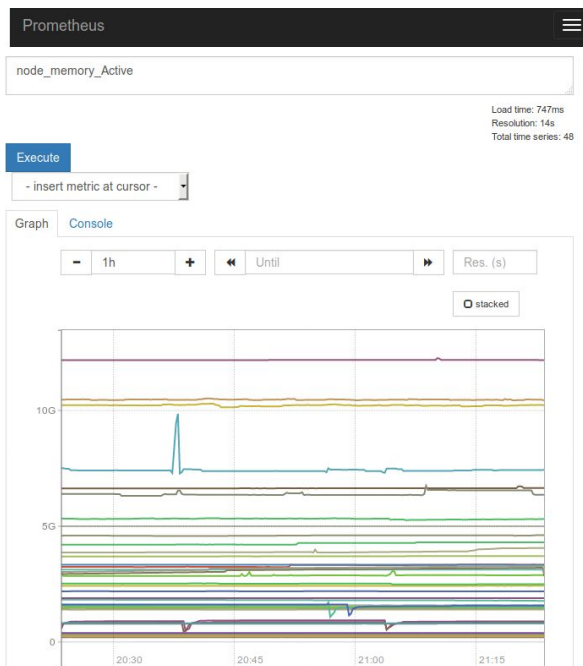 Prometheus
node_memory_Active
Load time: 747ms
Resolution: 14s
Total time series: 48
Execute
- insert metric at cursor -
Graph Console
1h Until Res. (s)
stacked
10G
5G
0
20:30 20:45 21:00 21:15